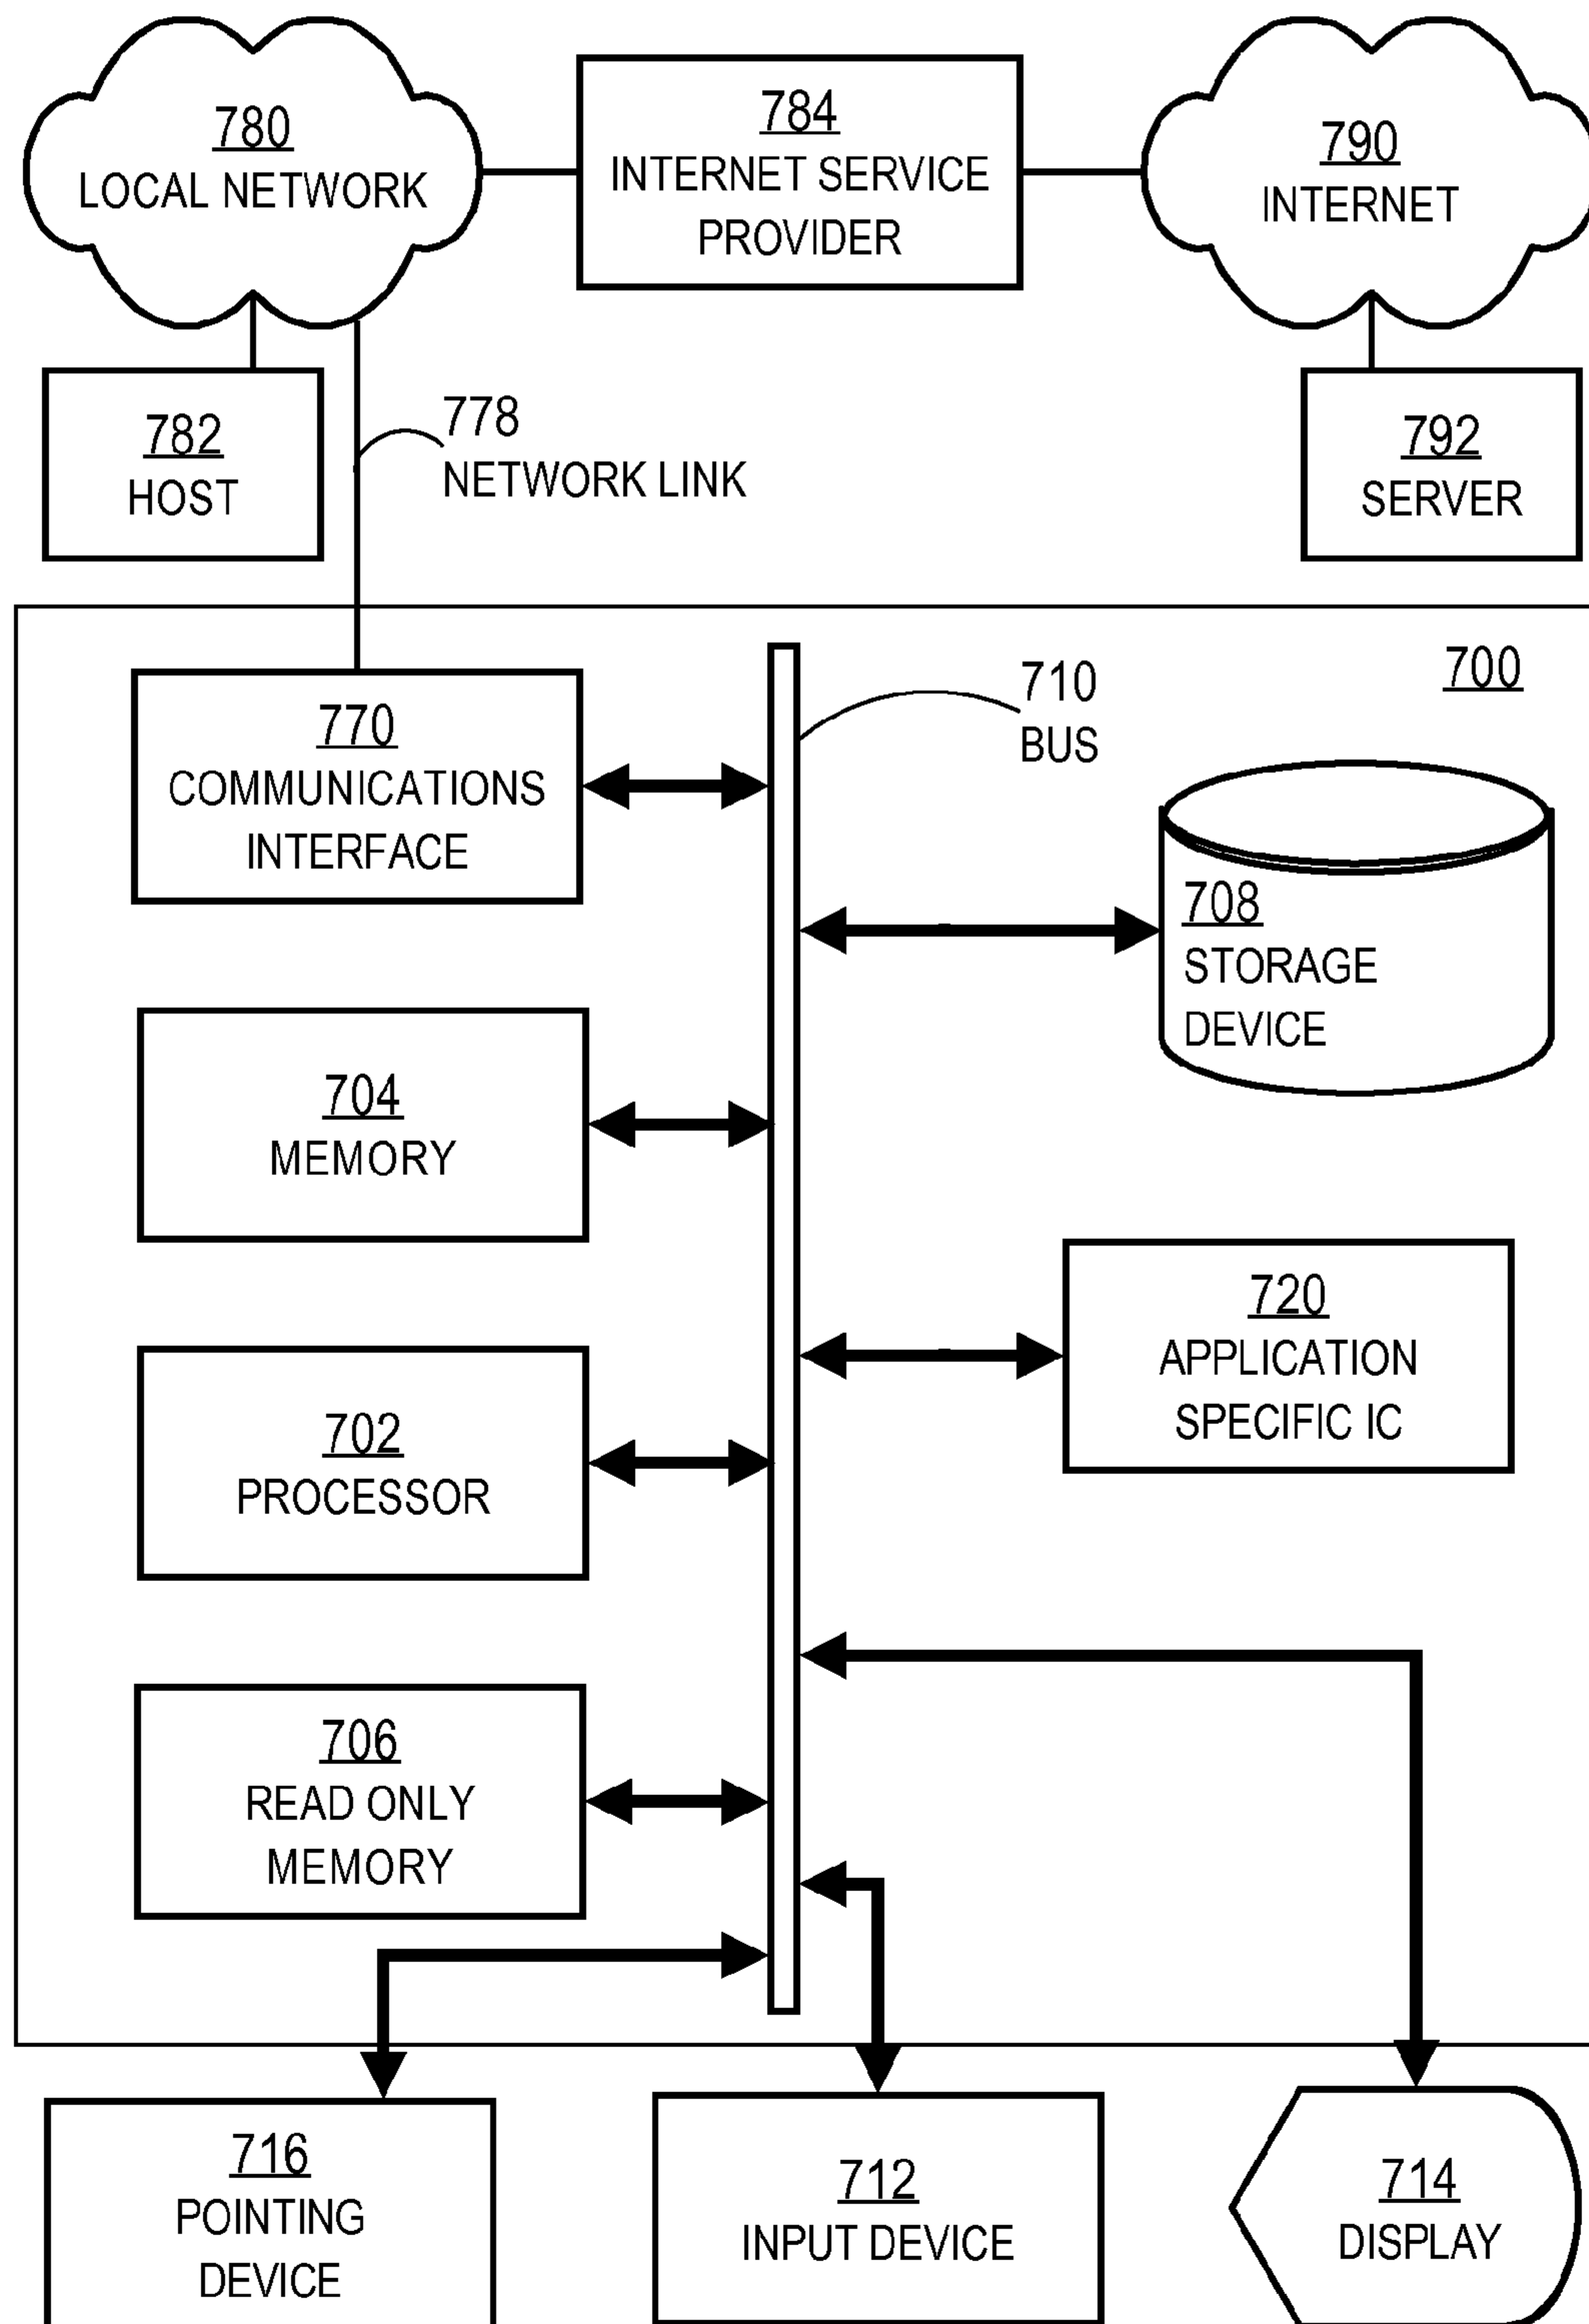 780
LOCAL NETWORK
784
INTERNET SERVICE
PROVIDER
790
INTERNET
782
HOST
778
NETWORK LINK
792
SERVER
700
710
BUS
770
COMMUNICATIONS
INTERFACE
708
STORAGE
DEVICE
704
MEMORY
720
APPLICATION
SPECIFIC IC
702
PROCESSOR
706
READ ONLY
MEMORY
716
POINTING
DEVICE
712
INPUT DEVICE
714
DISPLAY